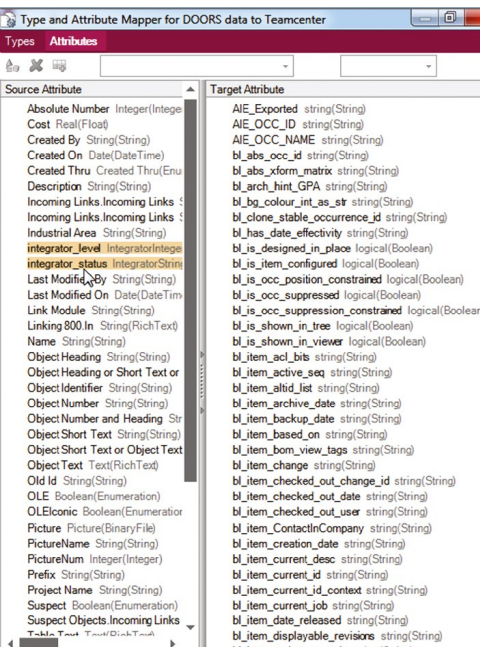 Type and Attribute Mapper for DOORS data to Teamcenter
Types Attributes
Source Attribute
Absolute Number Integer(Intege
Cost Real(Float)
Created By String(String)
Created On Date(DateTime)
Created Thru Created Thru(Enu
Description String(String)
Incoming Links.Incoming Links
Incoming Links.Incoming Links
Industrial Area String(String)
integrator_level IntegratorIntege
integrator_status IntegratorString
Last Modified By String(String)
Last Modified On Date(DateTim
Link Module String(String)
Linking 800.In String(RichText)
Name String(String)
Object Heading String(String)
Object Heading or Short Text or
Object Identifier String(String)
Object Number String(String)
Object Number and Heading Str
Object Short Text String(String)
Object Short Text or Object Text
Object Text Text(RichText)
Old Id String(String)
OLE Boolean(Enumeration)
OLEIconic Boolean(Enumeration
Picture Picture(BinaryFile)
PictureName String(String)
PictureNum Integer(Integer)
Prefix String(String)
Project Name String(String)
Suspect Boolean(Enumeration)
Suspect Objects.Incoming Links
Table Text Text(RichText)
Target Attribute
AIE_Exported string(String)
AIE_OCC_ID string(String)
AIE_OCC_NAME string(String)
bl_abs_occ_id string(String)
bl_abs_xform_matrix string(String)
bl_arch_hint_GPA string(String)
bl_bg_colour_int_as_str string(String)
bl_clone_stable_occurrence_id string(String)
bl_has_date_effectivity string(String)
bl_is_designed_in_place logical(Boolean)
bl_is_item_configured logical(Boolean)
bl_is_occ_position_constrained logical(Boolean)
bl_is_occ_suppressed logical(Boolean)
bl_is_occ_suppression_constrained logical(Boolean
bl_is_shown_in_tree logical(Boolean)
bl_is_shown_in_viewer logical(Boolean)
bl_item_acl_bits string(String)
bl_item_active_seq string(String)
bl_item_altid_list string(String)
bl_item_archive_date string(String)
bl_item_backup_date string(String)
bl_item_based_on string(String)
bl_item_bom_view_tags string(String)
bl_item_change string(String)
bl_item_checked_out_change_id string(String)
bl_item_checked_out_date string(String)
bl_item_checked_out_user string(String)
bl_item_ContactInCompany string(String)
bl_item_creation_date string(String)
bl_item_current_desc string(String)
bl_item_current_id string(String)
bl_item_current_id_context string(String)
bl_item_current_job string(String)
bl_item_date_released string(String)
bl_item_displayable_revisions string(String)